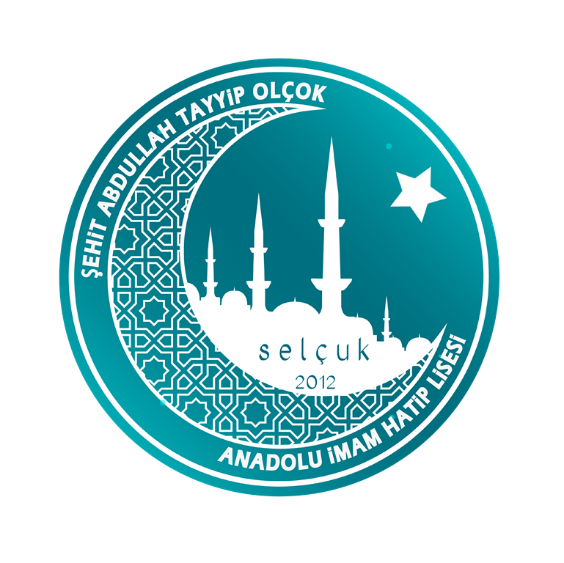 ŞEHİT ABDULLAH TAYYİP OLÇOK
selçuk
2012
ANADOLU İMAM HATİP LİSESİ